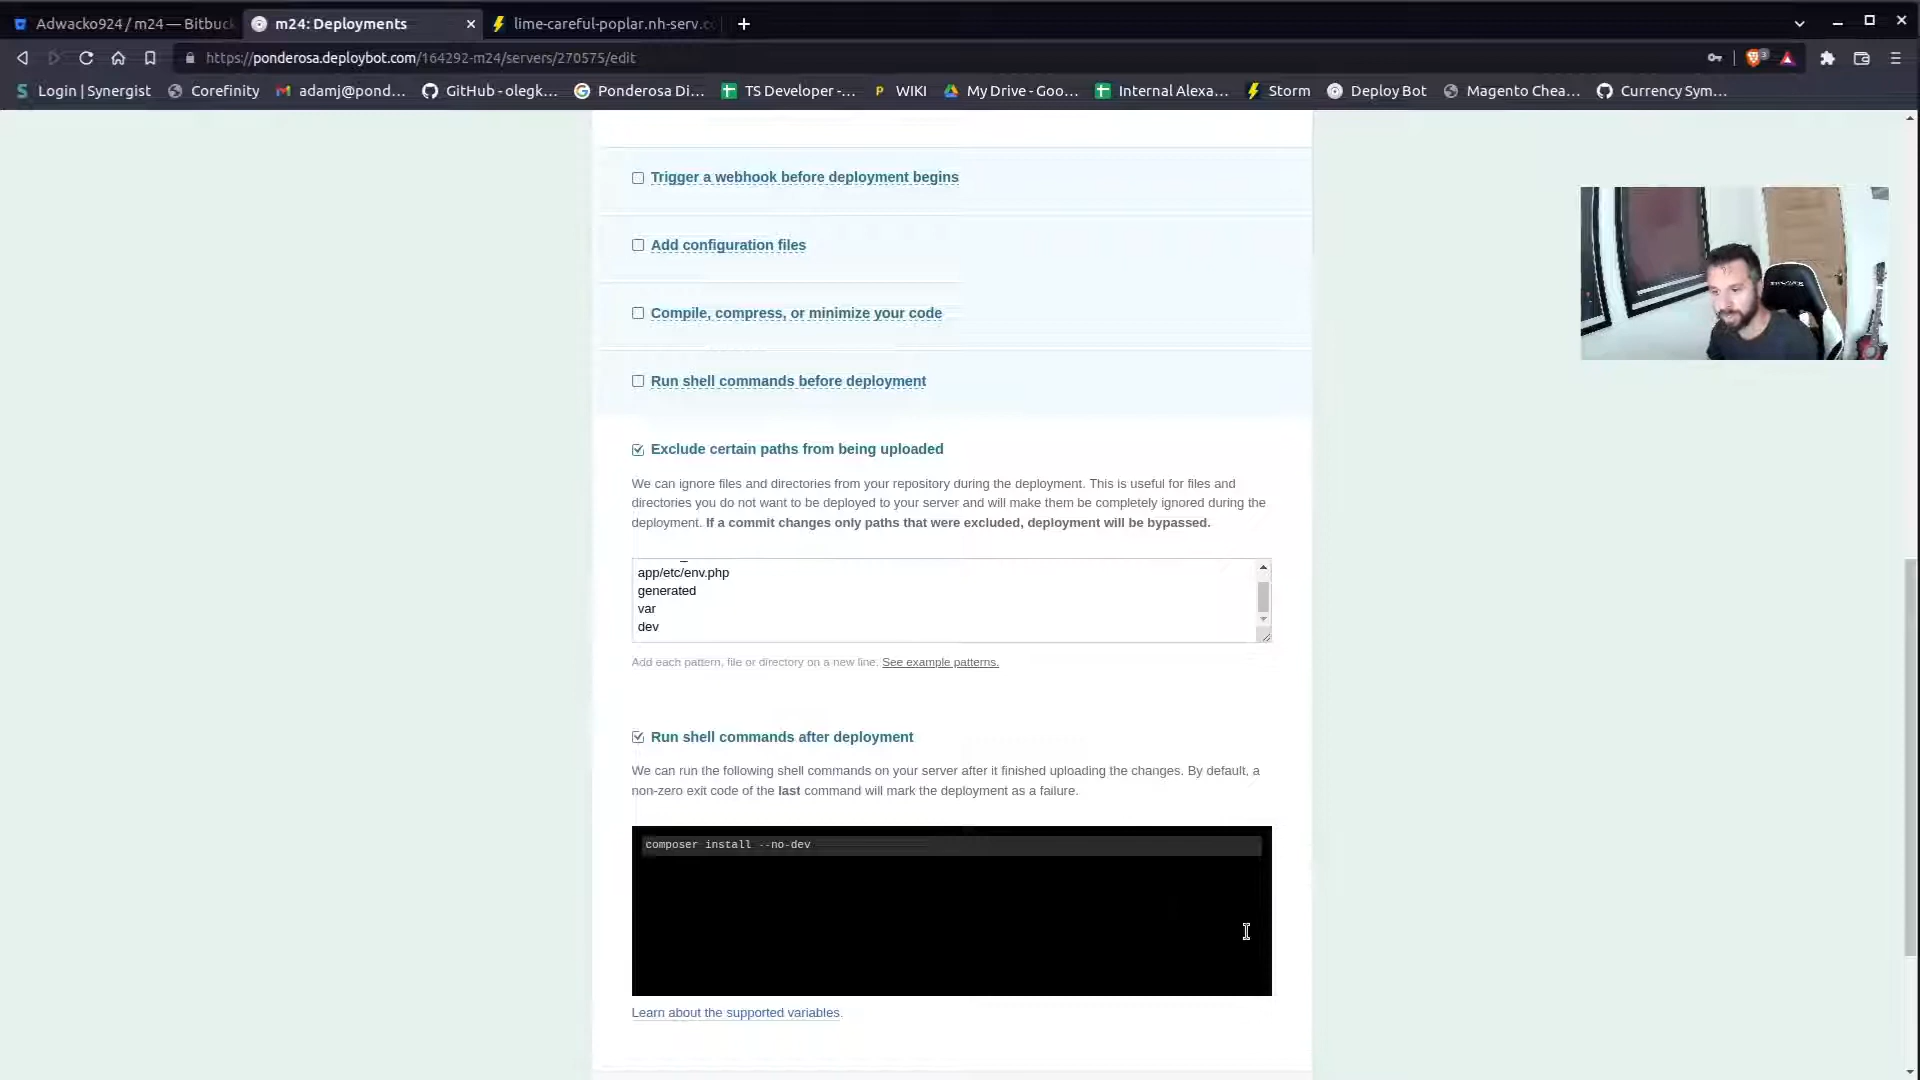 Adwacko924 / m24 — Bitbuck
m24: Deployments
lime-careful-poplar.nh-serv.co
https://ponderosa.deploybot.com/164292-m24/servers/270575/edit
Login | Synergist
Corefinity
adamj@pond...
GitHub - olegk...
Ponderosa Di...
TS Developer -...
WIKI
My Drive - Goo...
Internal Alexa...
Storm
Deploy Bot
Magento Chea...
Currency Sym...
Trigger a webhook before deployment begins
Add configuration files
Compile, compress, or minimize your code
Run shell commands before deployment
Exclude certain paths from being uploaded
We can ignore files and directories from your repository during the deployment. This is useful for files and
directories you do not want to be deployed to your server and will make them be completely ignored during the
deployment. If a commit changes only paths that were excluded, deployment will be bypassed.
app/etc/env.php
generated
var
dev
Add each pattern, file or directory on a new line. See example patterns.
Run shell commands after deployment
We can run the following shell commands on your server after it finished uploading the changes. By default, a
non-zero exit code of the last command will mark the deployment as a failure.
composer install --no-dev
Learn about the supported variables.